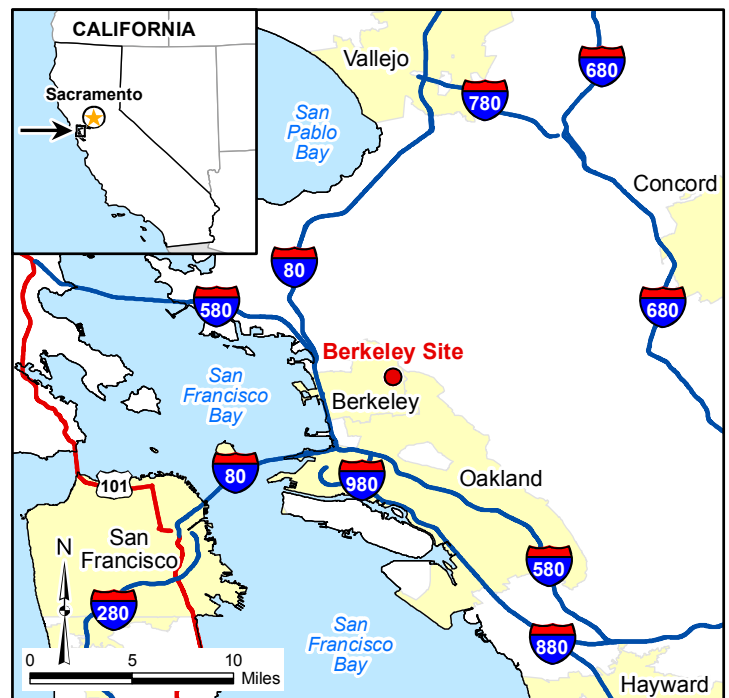 CALIFORNIA
Sacramento
Vallejo
680
780
San
Pablo
Bay
Concord
80
580
680
Berkeley Site
San
Francisco
Bay
Berkeley
80
980
Oakland
101
San
Francisco
N
580
280
San
Francisco
Bay
880
0 5 10
Miles
Hayward